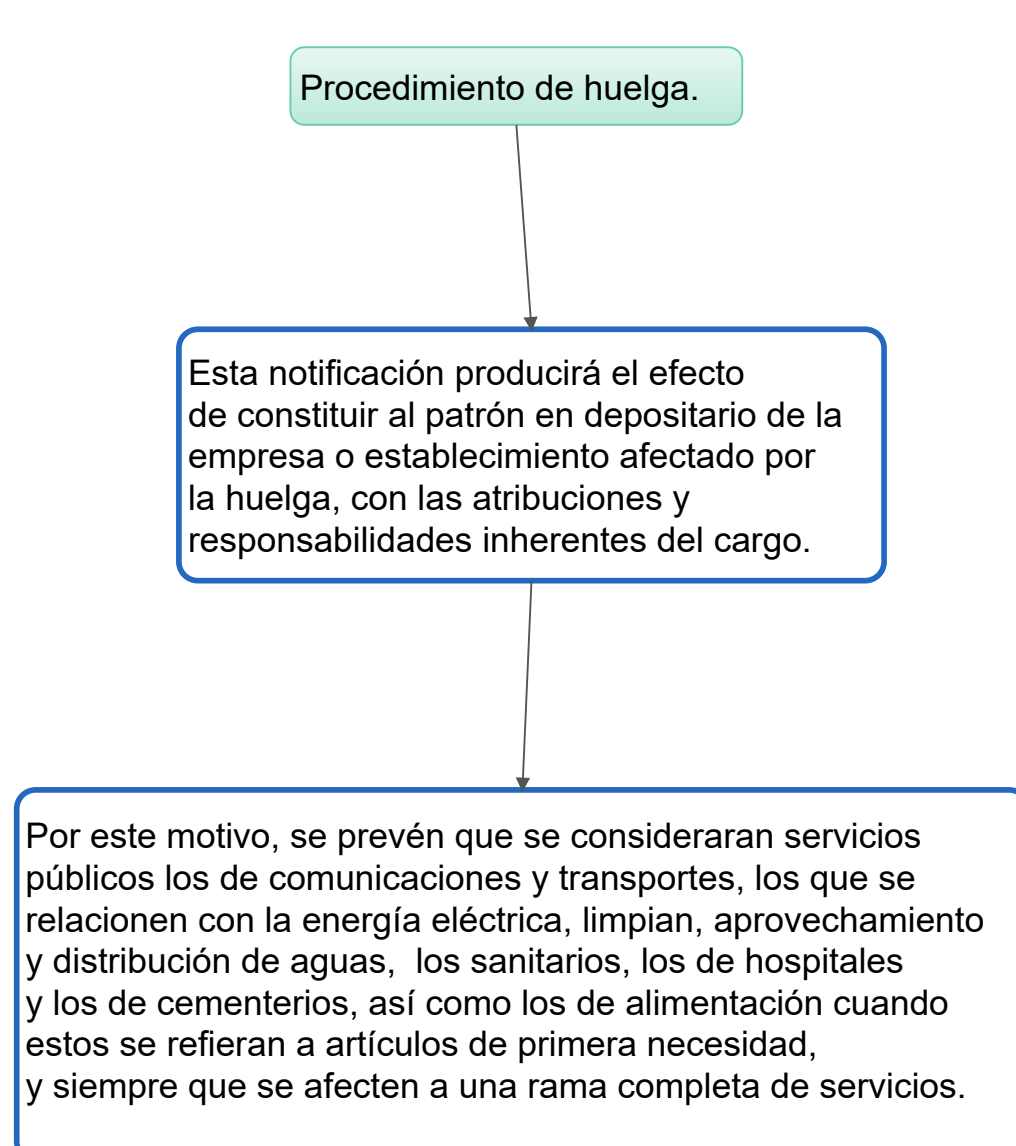 Procedimiento de huelga.
Esta notificación producirá el efecto
de constituir al patrón en depositario de la
empresa o establecimiento afectado por
la huelga, con las atribuciones y
responsabilidades inherentes del cargo.
Por este motivo, se prevén que se consideraran servicios
públicos los de comunicaciones y transportes, los que se
relacionen con la energía eléctrica, limpian, aprovechamiento
y distribución de aguas,  los sanitarios, los de hospitales
y los de cementerios, así como los de alimentación cuando
estos se refieran a artículos de primera necesidad,
y siempre que se afecten a una rama completa de servicios.